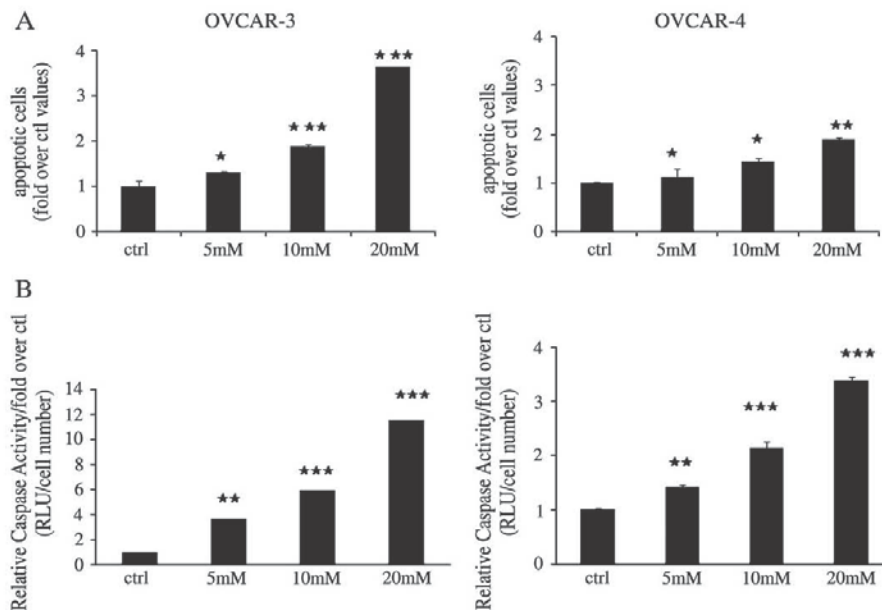 A
OVCAR-3
OVCAR-4
apoptotic cells
(fold over ctl values)
4
3
2
1
0
★
★★★
★★★
ctrl
5mM
10mM
20mM
apoptotic cells
(fold over ctl values)
4
3
2
1
0
★
★
★★
ctrl
5mM
10mM
20mM
B
Relative Caspase Activity/fold over ctl
(RLU/cell number)
14
12
10
8
6
4
2
0
★★
★★★
★★★
ctrl
5mM
10mM
20mM
Relative Caspase Activity/fold over ctl
(RLU/cell number)
4
3
2
1
0
★★
★★★
★★★
ctrl
5mM
10mM
20mM